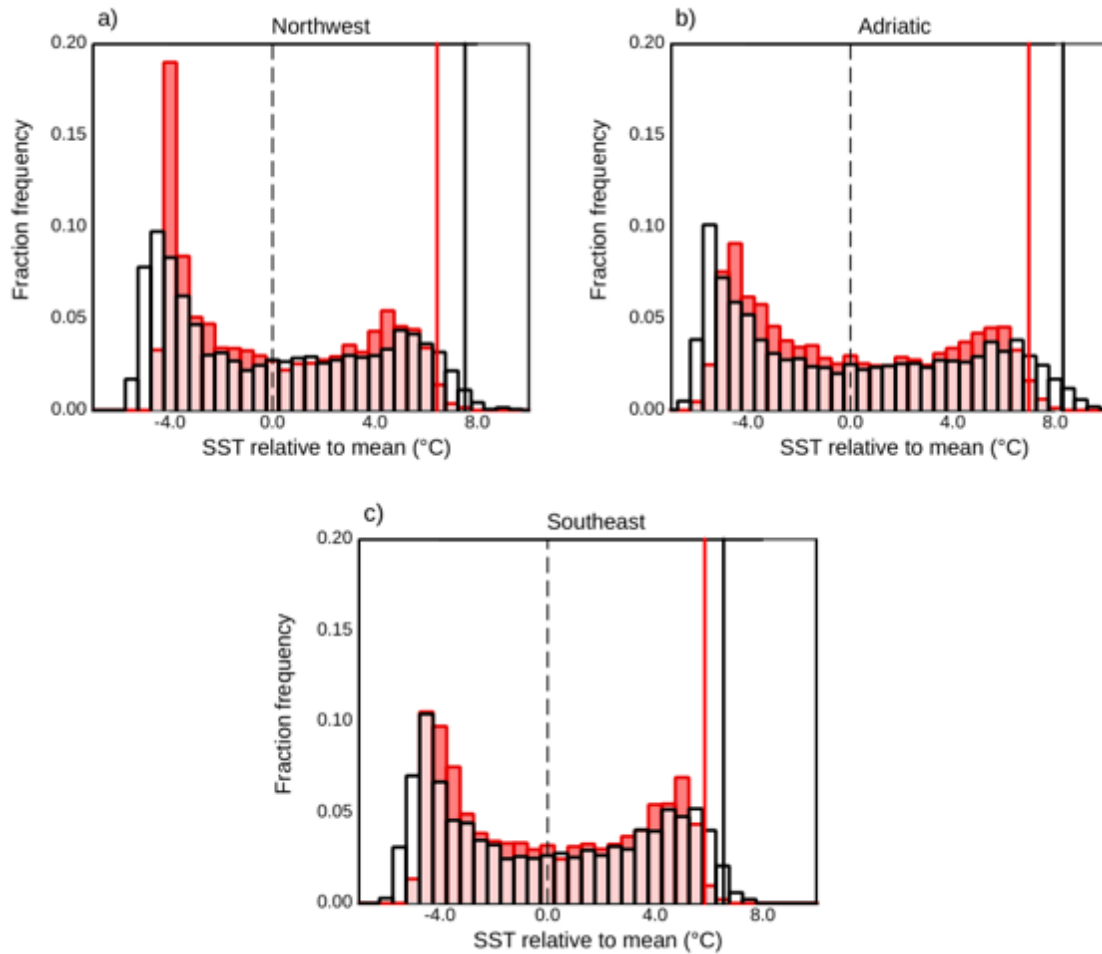 a)
Northwest
0.20
0.15
0.10
0.05
0.00
Fraction frequency
-4.0 0.0 4.0 8.0
SST relative to mean (°C)
b)
Adriatic
0.20
0.15
0.10
0.05
0.00
Fraction frequency
-4.0 0.0 4.0 8.0
SST relative to mean (°C)
c)
Southeast
0.20
0.15
0.10
0.05
0.00
Fraction frequency
-4.0 0.0 4.0 8.0
SST relative to mean (°C)